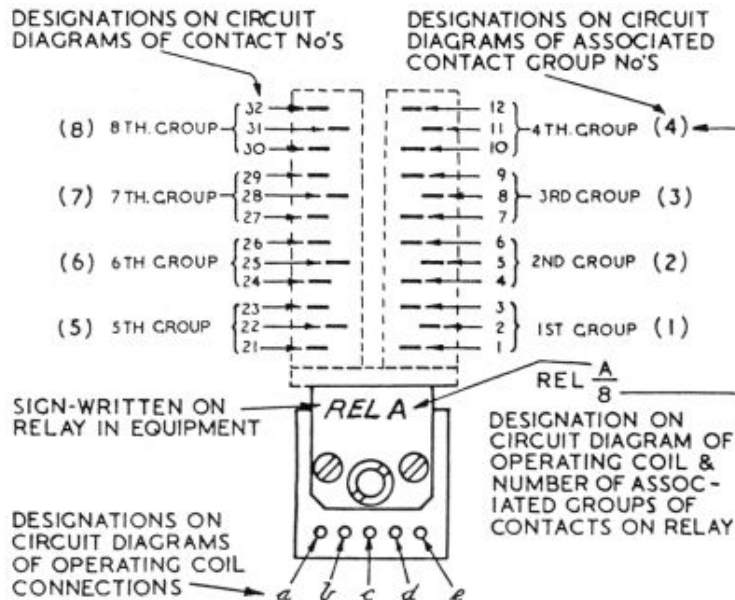 DESIGNATIONS ON CIRCUIT
DIAGRAMS OF CONTACT No'S
DESIGNATIONS ON CIRCUIT
DIAGRAMS OF ASSOCIATED
CONTACT GROUP No'S
(8) 8TH. GROUP
32
31
30
(7) 7TH. GROUP
29
28
27
(6) 6TH GROUP
26
25
24
(5) 5TH GROUP
23
22
21
12
11
10
4TH. GROUP (4)
9
8
7
3RD GROUP (3)
6
5
4
2ND GROUP (2)
3
2
1
1ST GROUP (1)
REL A/8
SIGN-WRITTEN ON
RELAY IN EQUIPMENT
REL A
DESIGNATION ON
CIRCUIT DIAGRAM OF
OPERATING COIL &
NUMBER OF ASSOC-
IATED GROUPS OF
CONTACTS ON RELAY
DESIGNATIONS ON
CIRCUIT DIAGRAMS
OF OPERATING COIL
CONNECTIONS
a b c d e